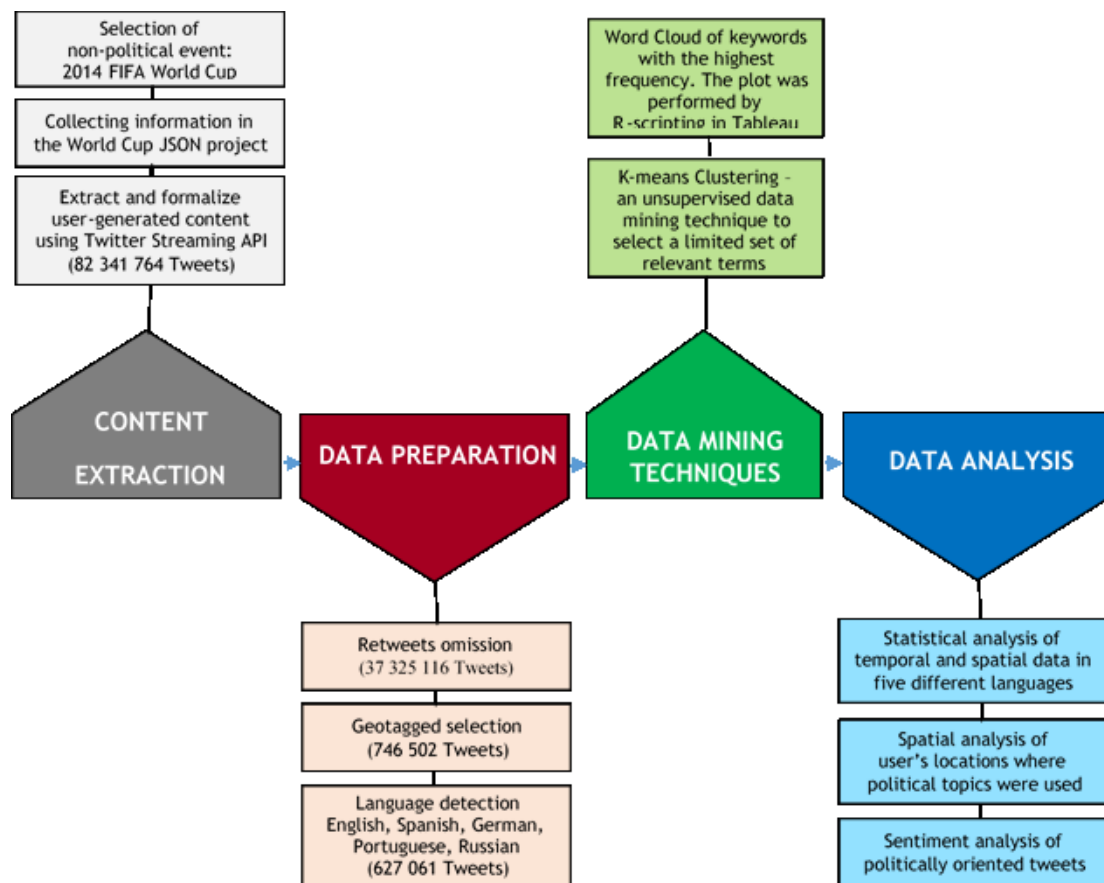 Selection of
non-political event:
2014 FIFA World Cup
Collecting information in
the World Cup JSON project
Extract and formalize
user-generated content
using Twitter Streaming API
(82 341 764 Tweets)
Word Cloud of keywords
with the highest
frequency. The plot was
performed by
R-scripting in Tableau
K-means Clustering –
an unsupervised data
mining technique to
select a limited set of
relevant terms
CONTENT
EXTRACTION
DATA PREPARATION
DATA MINING
TECHNIQUES
DATA ANALYSIS
Retweets omission
(37 325 116 Tweets)
Geotagged selection
(746 502 Tweets)
Language detection
English, Spanish, German,
Portuguese, Russian
(627 061 Tweets)
Statistical analysis of
temporal and spatial data in
five different languages
Spatial analysis of
user's locations where
political topics were used
Sentiment analysis of
politically oriented tweets